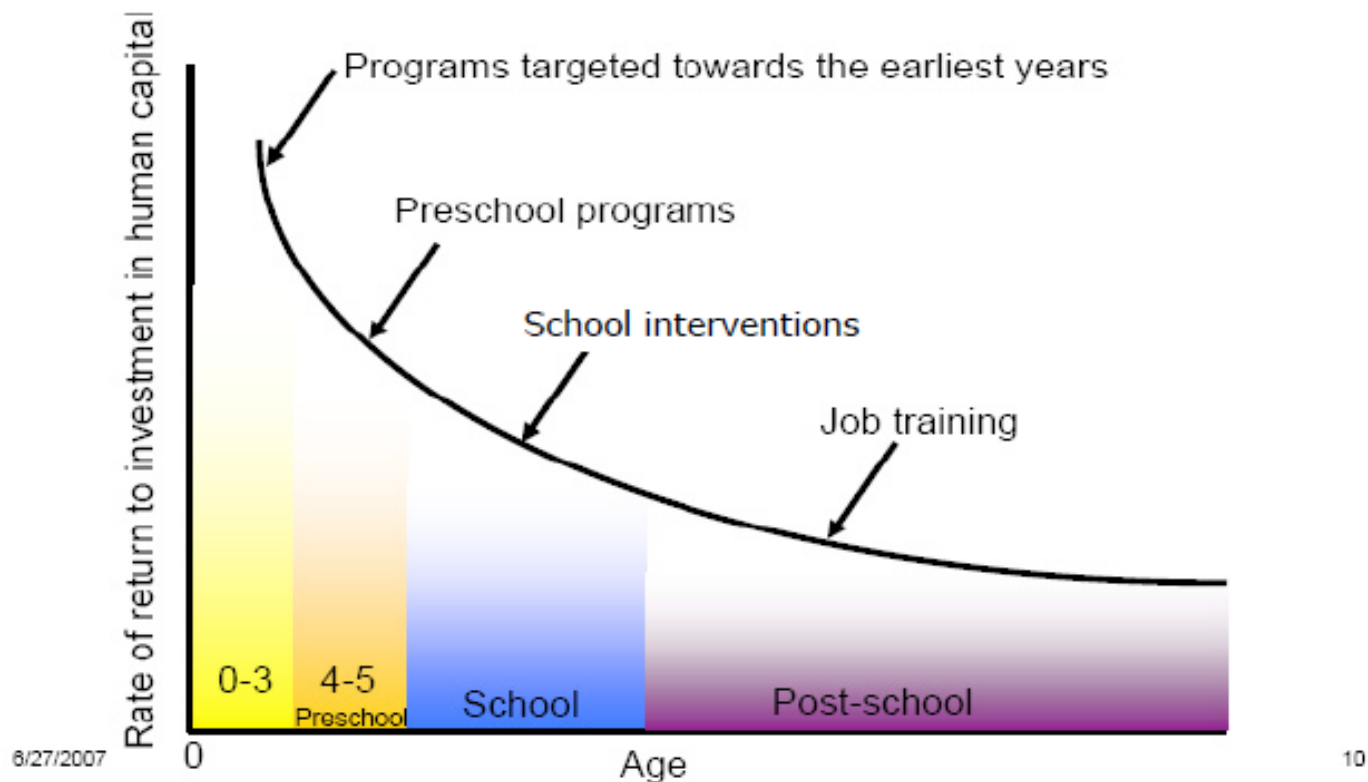 Rate of return to investment in human capital
Programs targeted towards the earliest years
Preschool programs
School interventions
Job training
0-3
4-5
Preschool
School
Post-school
0
Age
6/27/2007
10